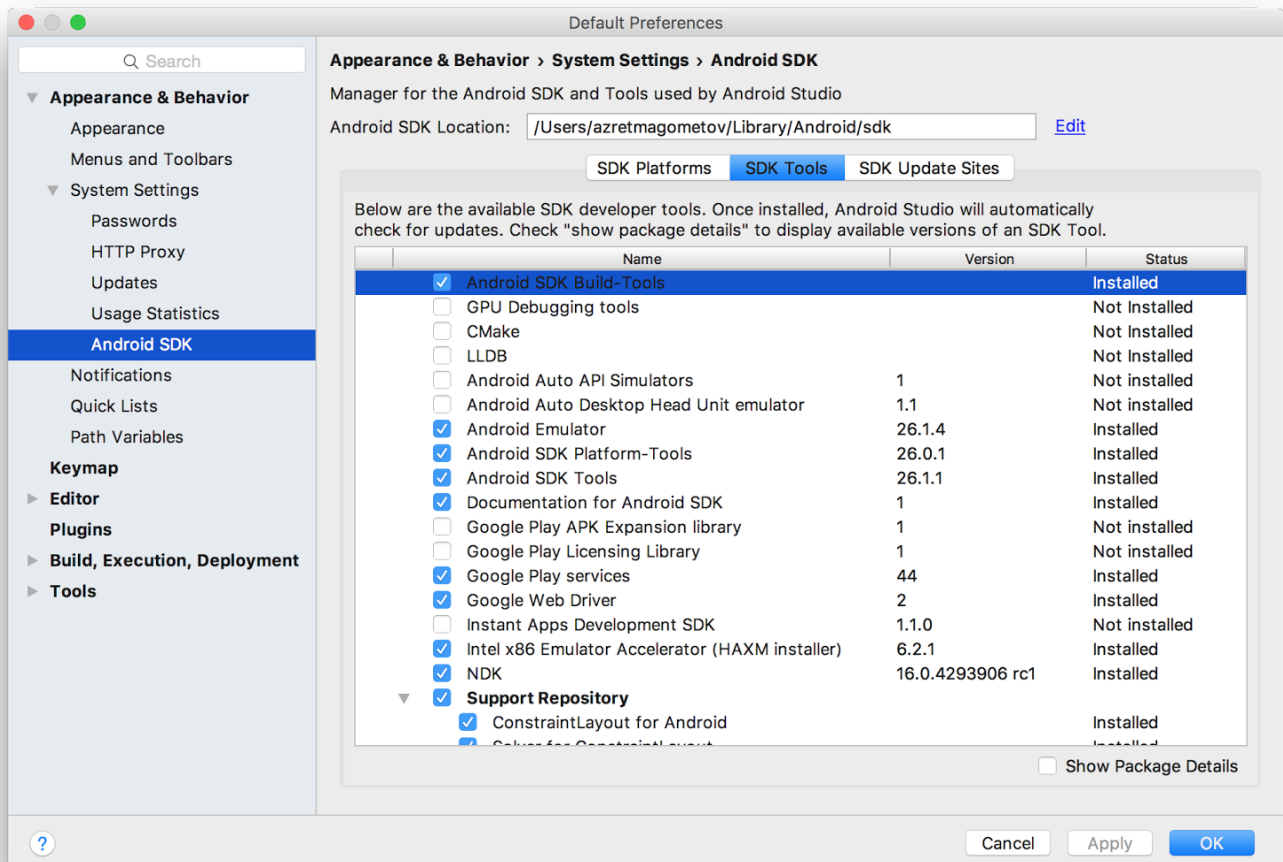 Default Preferences
Search
Appearance & Behavior
Appearance
Menus and Toolbars
System Settings
Passwords
HTTP Proxy
Updates
Usage Statistics
Android SDK
Notifications
Quick Lists
Path Variables
Keymap
Editor
Plugins
Build, Execution, Deployment
Tools
Appearance & Behavior › System Settings › Android SDK
Manager for the Android SDK and Tools used by Android Studio
Android SDK Location: /Users/azretmagometov/Library/Android/sdk Edit
SDK Platforms SDK Tools SDK Update Sites
Below are the available SDK developer tools. Once installed, Android Studio will automatically
check for updates. Check "show package details" to display available versions of an SDK Tool.
Name Version Status
Android SDK Build-Tools Installed
GPU Debugging tools Not Installed
CMake Not Installed
LLDB Not Installed
Android Auto API Simulators 1 Not installed
Android Auto Desktop Head Unit emulator 1.1 Not installed
Android Emulator 26.1.4 Installed
Android SDK Platform-Tools 26.0.1 Installed
Android SDK Tools 26.1.1 Installed
Documentation for Android SDK 1 Installed
Google Play APK Expansion library 1 Not installed
Google Play Licensing Library 1 Not installed
Google Play services 44 Installed
Google Web Driver 2 Installed
Instant Apps Development SDK 1.1.0 Not installed
Intel x86 Emulator Accelerator (HAXM installer) 6.2.1 Installed
NDK 16.0.4293906 rc1 Installed
Support Repository
ConstraintLayout for Android Installed
Solver for ConstraintLayout Installed
Show Package Details
? Cancel Apply OK